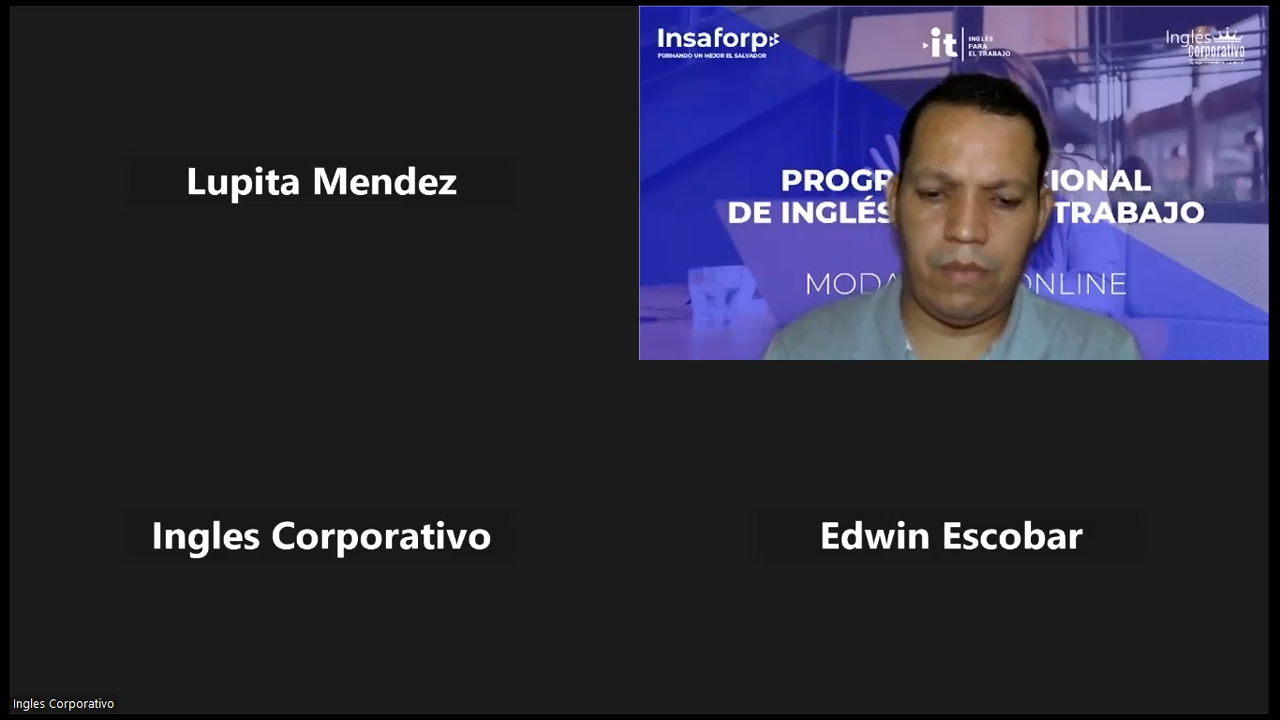 Insaforp
FORMANDO UN MEJOR EL SALVADOR
it
INGLÉS
PARA
EL TRABAJO
Inglés
Corporativo
Lupita Mendez
PROGR IONAL
DE INGLÉS TRABAJO
MODA ONLINE
Ingles Corporativo
Edwin Escobar
Ingles Corporativo